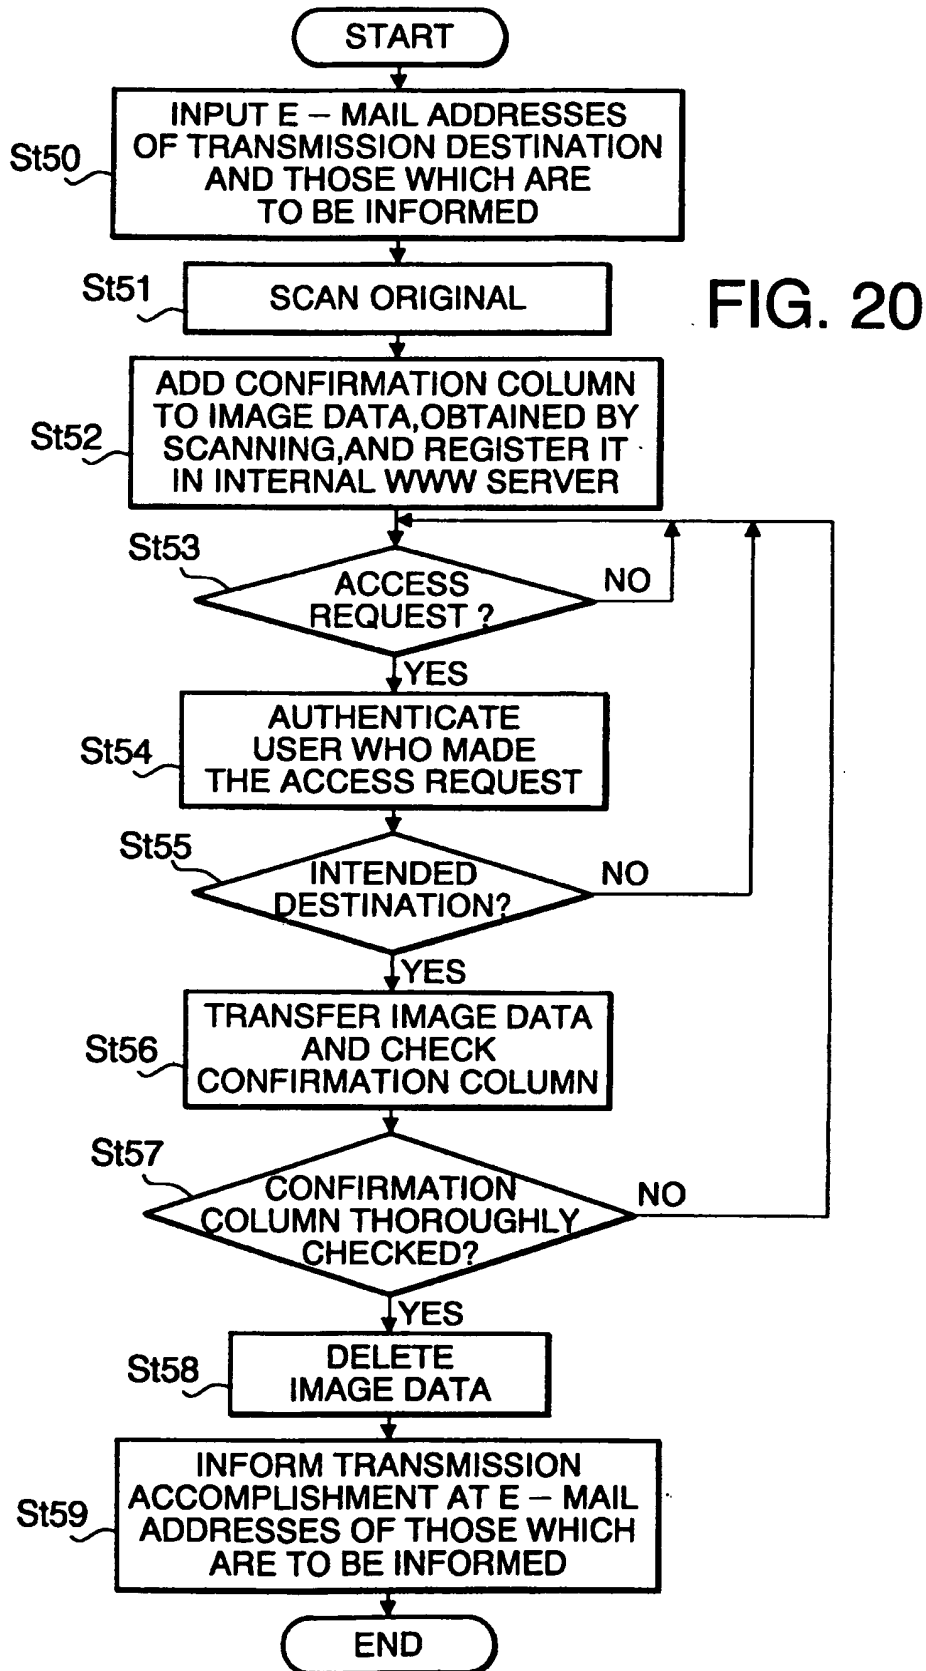 START
St50
INPUT E – MAIL ADDRESSES
OF TRANSMISSION DESTINATION
AND THOSE WHICH ARE
TO BE INFORMED
St51
SCAN ORIGINAL
FIG. 20
St52
ADD CONFIRMATION COLUMN
TO IMAGE DATA,OBTAINED BY
SCANNING,AND REGISTER IT
IN INTERNAL WWW SERVER
St53
ACCESS
REQUEST ?
NO
YES
St54
AUTHENTICATE
USER WHO MADE
THE ACCESS REQUEST
St55
INTENDED
DESTINATION?
NO
YES
St56
TRANSFER IMAGE DATA
AND CHECK
CONFIRMATION COLUMN
St57
CONFIRMATION
COLUMN THOROUGHLY
CHECKED?
NO
YES
St58
DELETE
IMAGE DATA
St59
INFORM TRANSMISSION
ACCOMPLISHMENT AT E – MAIL
ADDRESSES OF THOSE WHICH
ARE TO BE INFORMED
END